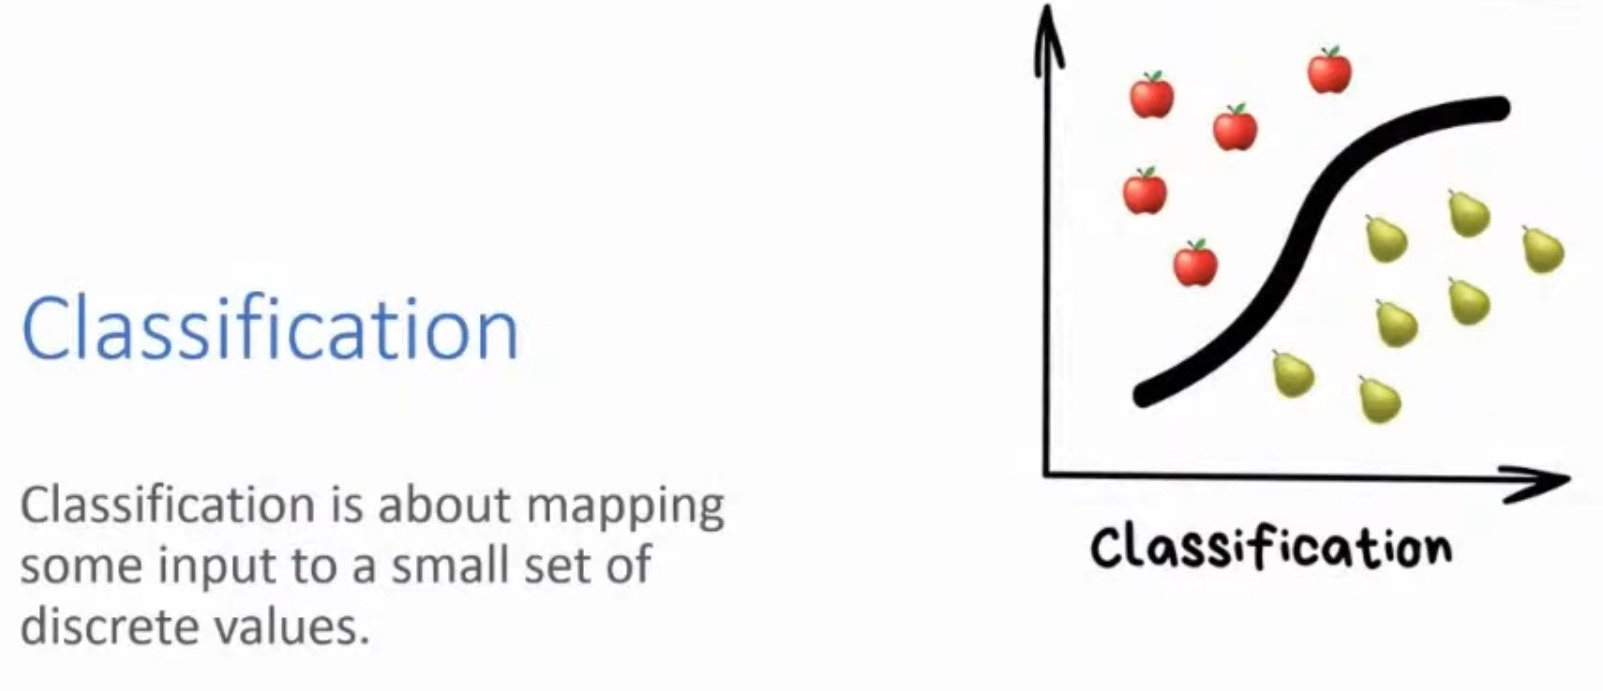 Classification
Classification is about mapping
some input to a small set of
discrete values.
Classification